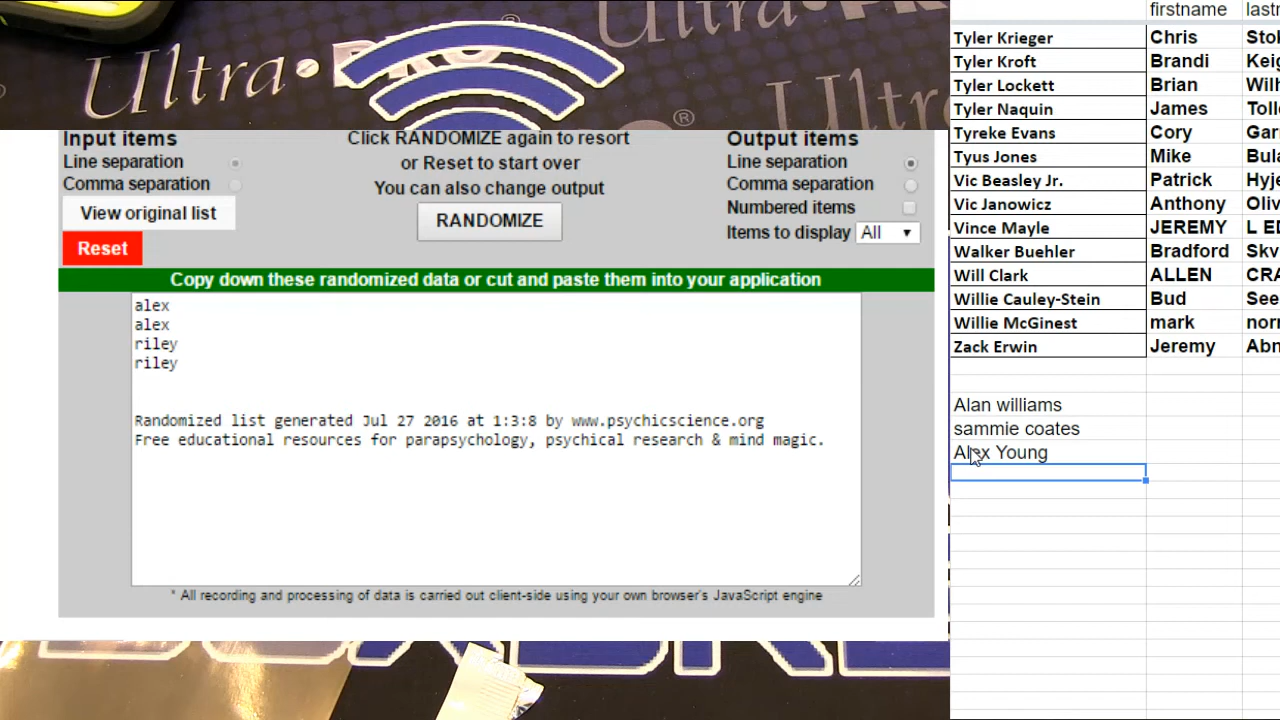 Ultra PRO ®
Ultra PRO
®
Ultra
Input items
Line separation
Comma separation
View original list
Reset
Click RANDOMIZE again to resort
or Reset to start over
You can also change output
RANDOMIZE
Output items
Line separation
Comma separation
Numbered items
Items to display All
Copy down these randomized data or cut and paste them into your application
alex
alex
riley
riley
Randomized list generated Jul 27 2016 at 1:3:8 by www.psychicscience.org
Free educational resources for parapsychology, psychical research & mind magic.
* All recording and processing of data is carried out client-side using your own browser's JavaScript engine
firstname
Tyler Krieger Chris
Tyler Kroft Brandi
Tyler Lockett Brian
Tyler Naquin James
Tyreke Evans Cory
Tyus Jones Mike
Vic Beasley Jr. Patrick
Vic Janowicz Anthony
Vince Mayle JEREMY
Walker Buehler Bradford
Will Clark ALLEN
Willie Cauley-Stein Bud
Willie McGinest mark
Zack Erwin Jeremy
Alan williams
sammie coates
Alex Young